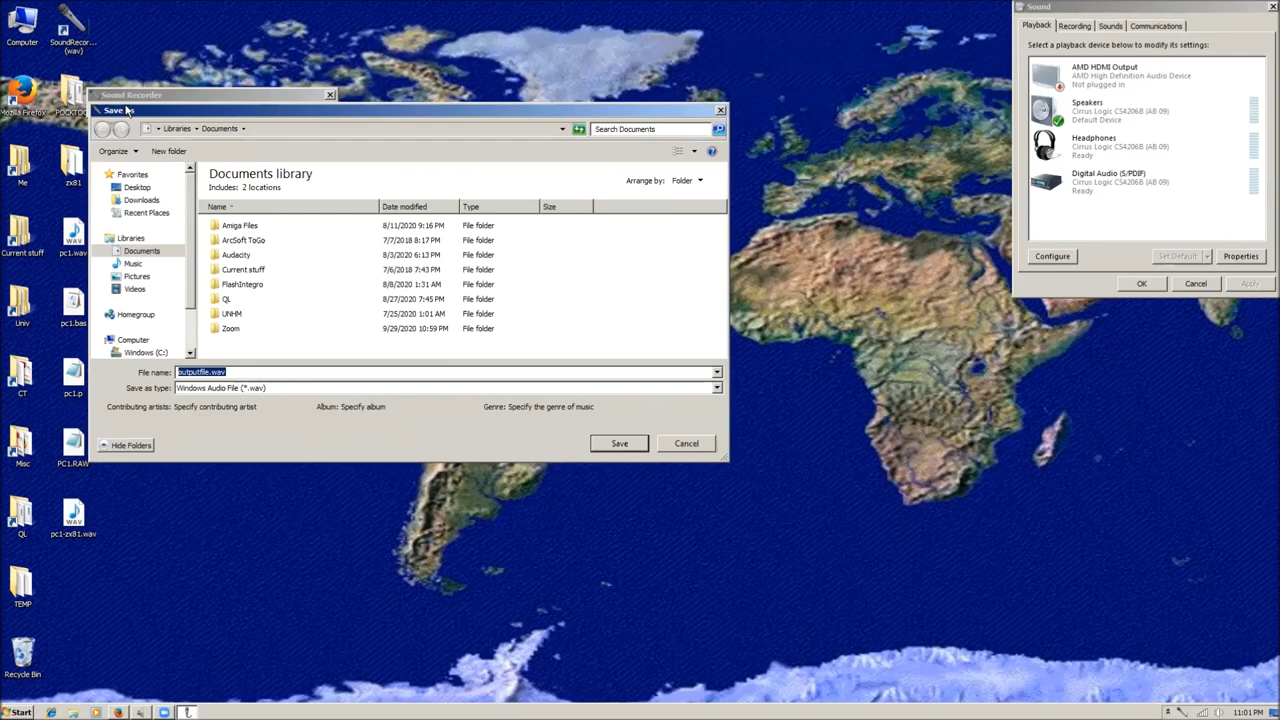 Computer
SoundRecor...
(wav)
Mozilla Firefox
Me
zx81
Current stuff
pc1.wav
Univ
pc1.bas
CT
pc1.p
Misc
PC1.RAW
QL
pc1-zx81.wav
TEMP
Recycle Bin
Sound Recorder
Libraries
Documents
Search Documents
Organize
New folder
Favorites
Desktop
Downloads
Recent Places
Libraries
Documents
Music
Pictures
Videos
Homegroup
Computer
Windows (C:)
Documents library
Includes: 2 locations
Arrange by: Folder
Name Date modified Type Size
Amiga Files 8/11/2020 9:16 PM File folder
ArcSoft ToGo 7/7/2018 8:17 PM File folder
Audacity 8/3/2020 6:13 PM File folder
Current stuff 7/6/2018 7:43 PM File folder
FlashIntegro 8/8/2020 1:31 AM File folder
QL 8/27/2020 7:45 PM File folder
UNHM 7/25/2020 1:01 AM File folder
Zoom 9/29/2020 10:59 PM File folder
File name: outputfile.wav
Save as type: Windows Audio File (*.wav)
Contributing artists: Specify contributing artist Album: Specify album Genre: Specify the genre of music
Hide Folders Save Cancel
Sound
Playback Recording Sounds Communications
Select a playback device below to modify its settings:
AMD HDMI Output
AMD High Definition Audio Device
Not plugged in
Speakers
Cirrus Logic CS4206B (AB 09)
Default Device
Headphones
Cirrus Logic CS4206B (AB 09)
Ready
Digital Audio (S/PDIF)
Cirrus Logic CS4206B (AB 09)
Ready
Configure Set Default Properties
OK Cancel Apply
Start 11:01 PM